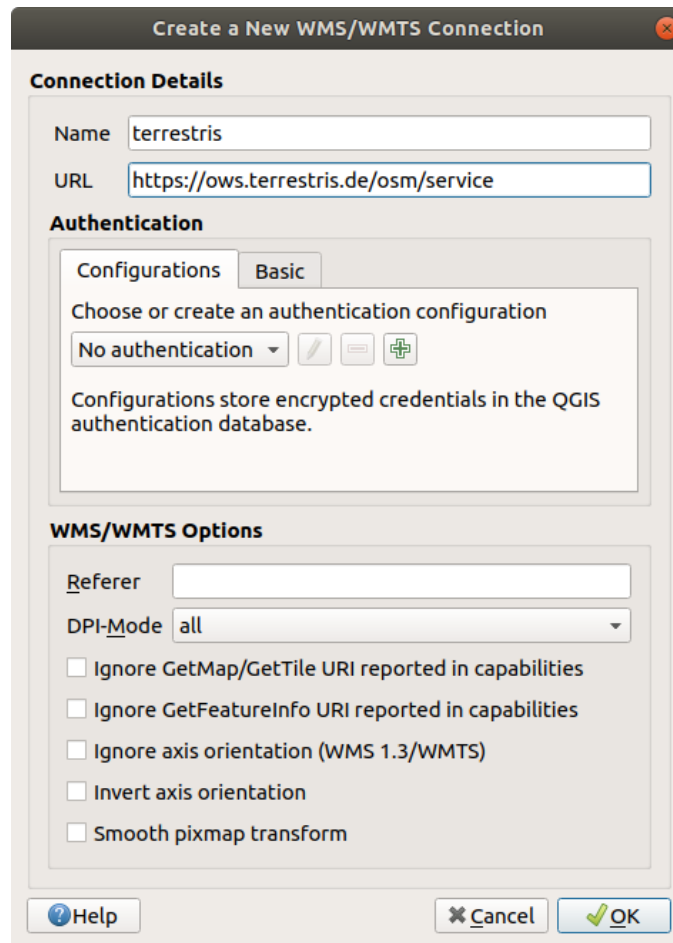 Create a New WMS/WMTS Connection
Connection Details
Name terrestris
URL https://ows.terrestris.de/osm/service
Authentication
Configurations Basic
Choose or create an authentication configuration
No authentication
Configurations store encrypted credentials in the QGIS
authentication database.
WMS/WMTS Options
Referer
DPI-Mode all
Ignore GetMap/GetTile URI reported in capabilities
Ignore GetFeatureInfo URI reported in capabilities
Ignore axis orientation (WMS 1.3/WMTS)
Invert axis orientation
Smooth pixmap transform
Help Cancel OK